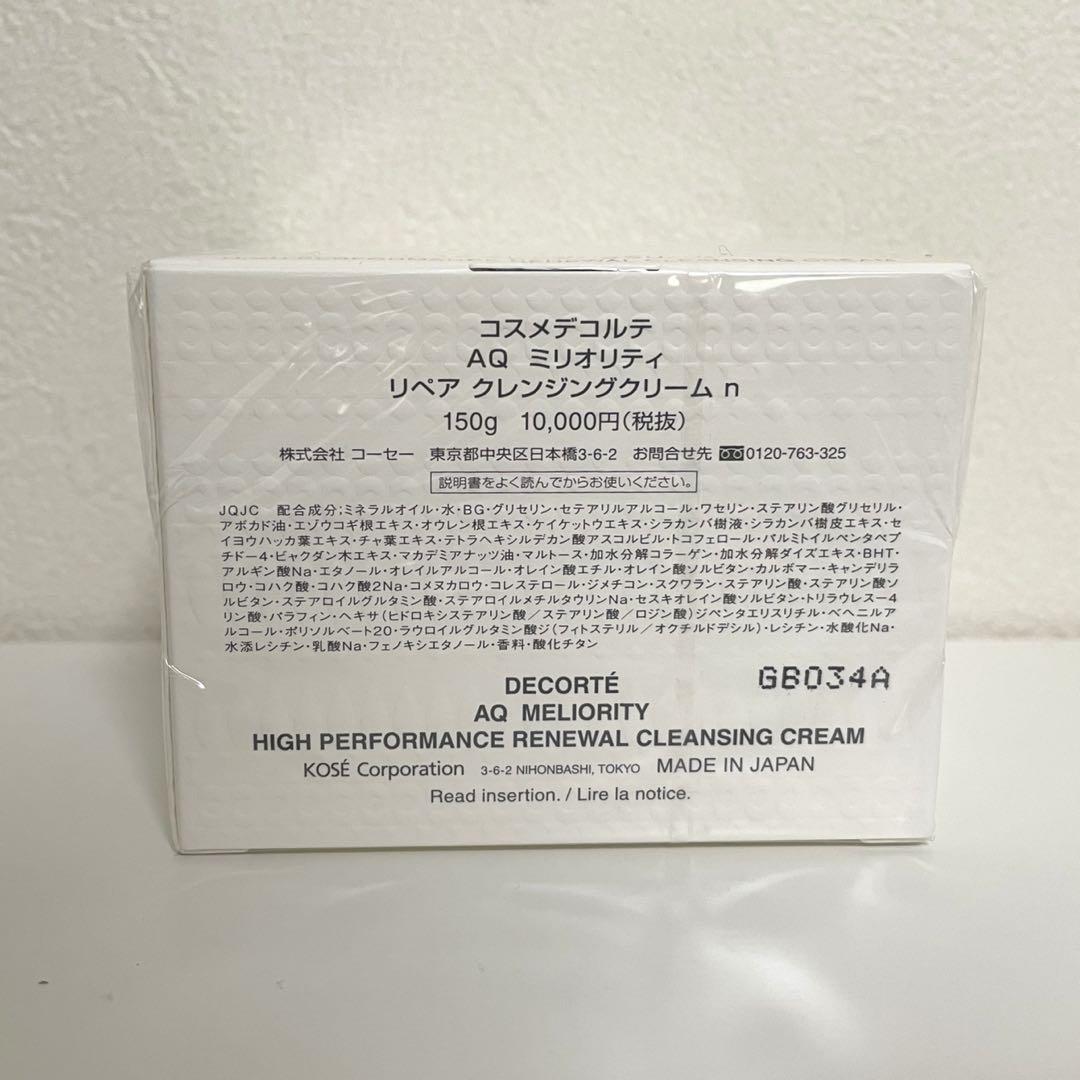 コスメデコルテ
AQ ミリオリティ
リペア クレンジングクリーム n
150g 10,000円(税抜)
株式会社 コーセー 東京都中央区日本橋3-6-2 お問合せ先 0120-763-325
説明書をよく読んでからお使いください。
JQJC 配合成分;ミネラルオイル・水・BG・グリセリン・セテアリルアルコール・ワセリン・ステアリン酸グリセリル・
アボカド油・エゾウコギ根エキス・オウレン根エキス・ケイケットウエキス・シラカンバ樹液・シラカンバ樹皮エキス・セ
イヨウハッカ葉エキス・チャ葉エキス・テトラヘキシルデカン酸アスコルビル・トコフェロール・パルミトイルペンタペプ
チド-4・ビャクダン木エキス・マカデミアナッツ油・マルトース・加水分解コラーゲン・加水分解ダイズエキス・BHT・
アルギン酸Na・エタノール・オレイルアルコール・オレイン酸エチル・オレイン酸ソルビタン・カルボマー・キャンデリラ
ロウ・コハク酸・コハク酸2Na・コメヌカロウ・コレステロール・ジメチコン・スクワラン・ステアリン酸・ステアリン酸ソ
ルビタン・ステアロイルグルタミン酸・ステアロイルメチルタウリンNa・セスキオレイン酸ソルビタン・トリラウレス-4
リン酸・パラフィン・ヘキサ(ヒドロキシステアリン酸/ステアリン酸/ロジン酸)ジペンタエリスリチル・ベヘニルア
ルコール・ポリソルベート20・ラウロイルグルタミン酸ジ(フィトステリル/オクチルドデシル)・レシチン・水酸化Na・
水添レシチン・乳酸Na・フェノキシエタノール・香料・酸化チタン
GB034A
DECORTÉ
AQ MELIORITY
HIGH PERFORMANCE RENEWAL CLEANSING CREAM
KOSÉ Corporation 3-6-2 NIHONBASHI, TOKYO MADE IN JAPAN
Read insertion. / Lire la notice.